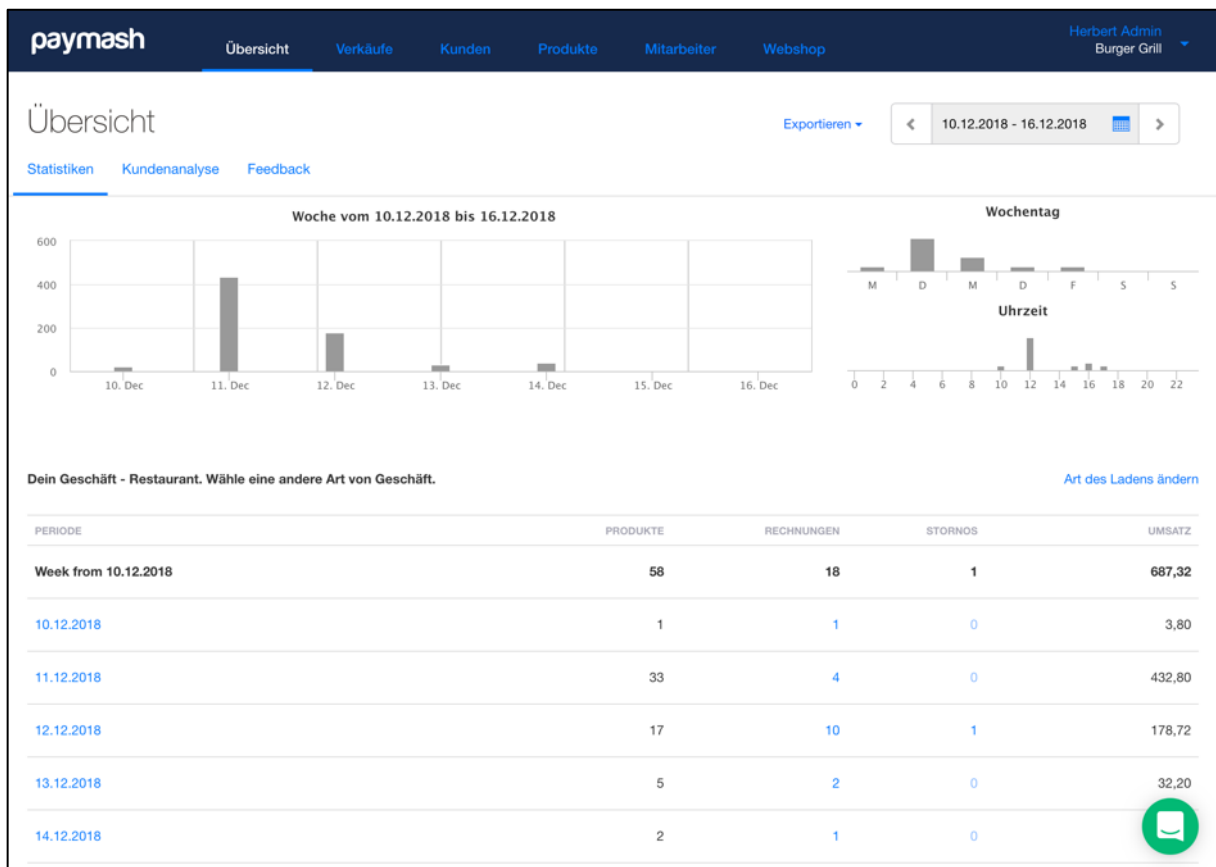 paymash Übersicht Verkäufe Kunden Produkte Mitarbeiter Webshop Herbert Admin
Burger Grill
Übersicht Exportieren 10.12.2018 - 16.12.2018
Statistiken Kundenanalyse Feedback
Woche vom 10.12.2018 bis 16.12.2018
600
400
200
0
10. Dec 11. Dec 12. Dec 13. Dec 14. Dec 15. Dec 16. Dec
Wochentag
M D M D F S S
Uhrzeit
0 2 4 6 8 10 12 14 16 18 20 22
Dein Geschäft - Restaurant. Wähle eine andere Art von Geschäft. Art des Ladens ändern
PERIODE PRODUKTE RECHNUNGEN STORNOS UMSATZ
Week from 10.12.2018 58 18 1 687,32
10.12.2018 1 1 0 3,80
11.12.2018 33 4 0 432,80
12.12.2018 17 10 1 178,72
13.12.2018 5 2 0 32,20
14.12.2018 2 1 0